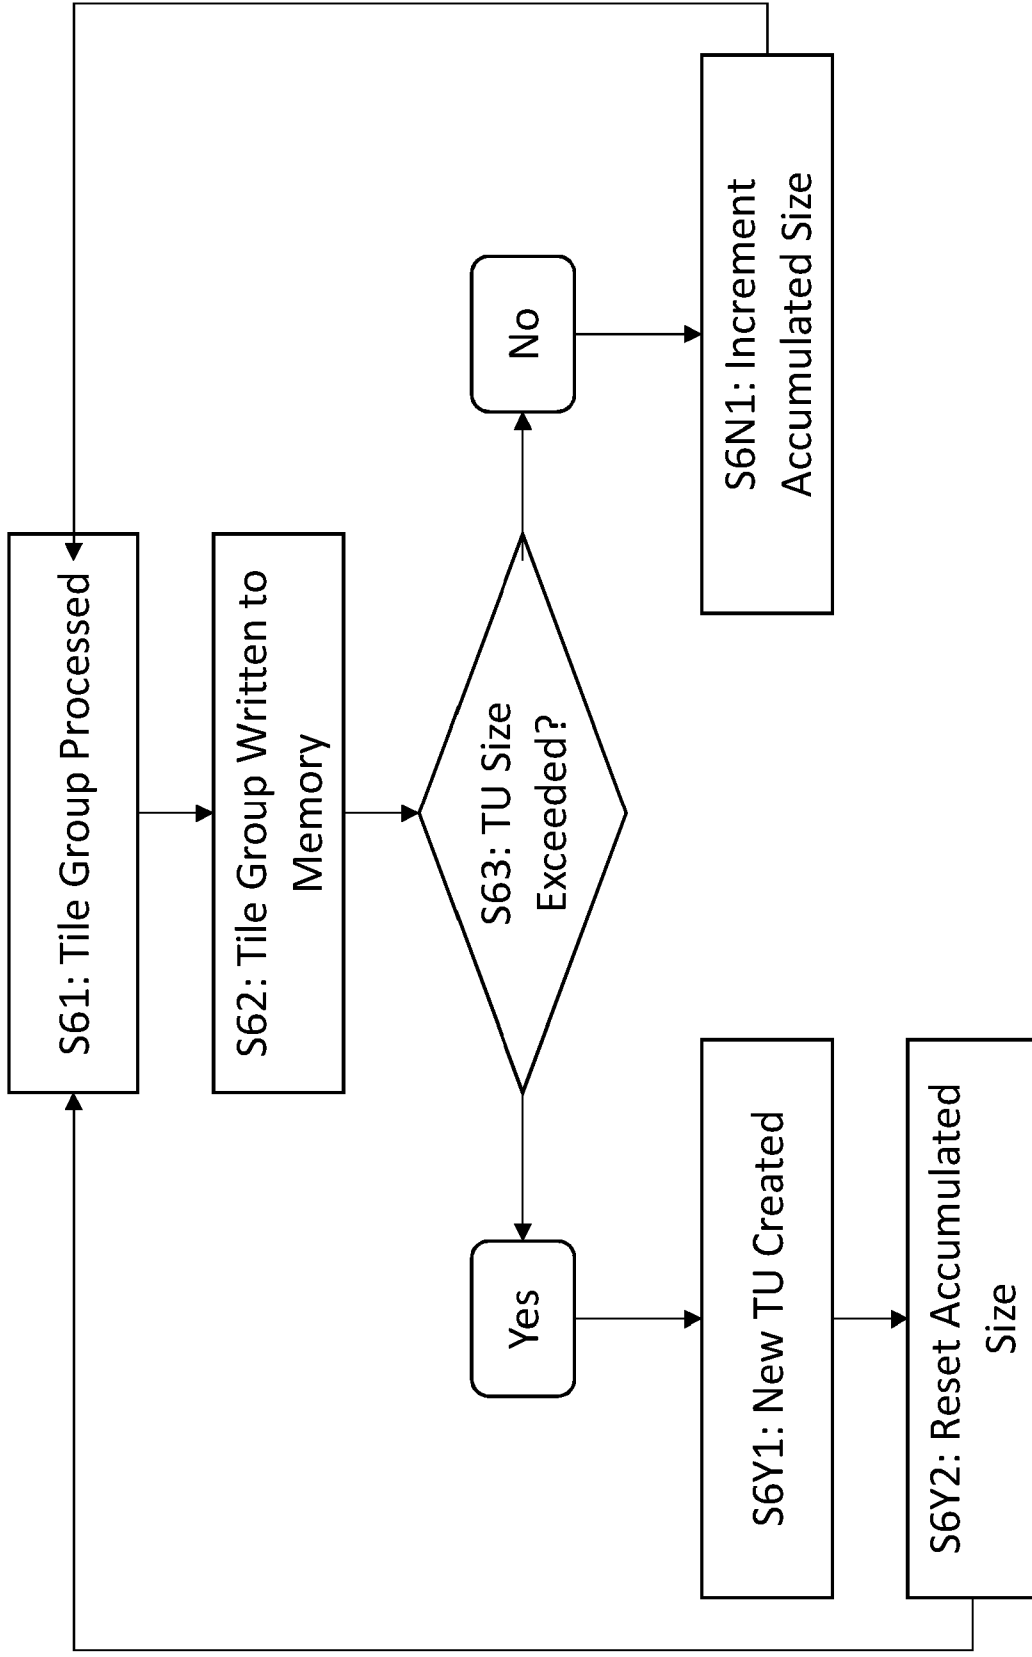 S61: Tile Group Processed
S62: Tile Group Written to
Memory
S63: TU Size
Exceeded?
Yes
No
S6Y1: New TU Created
S6N1: Increment
Accumulated Size
S6Y2: Reset Accumulated
Size